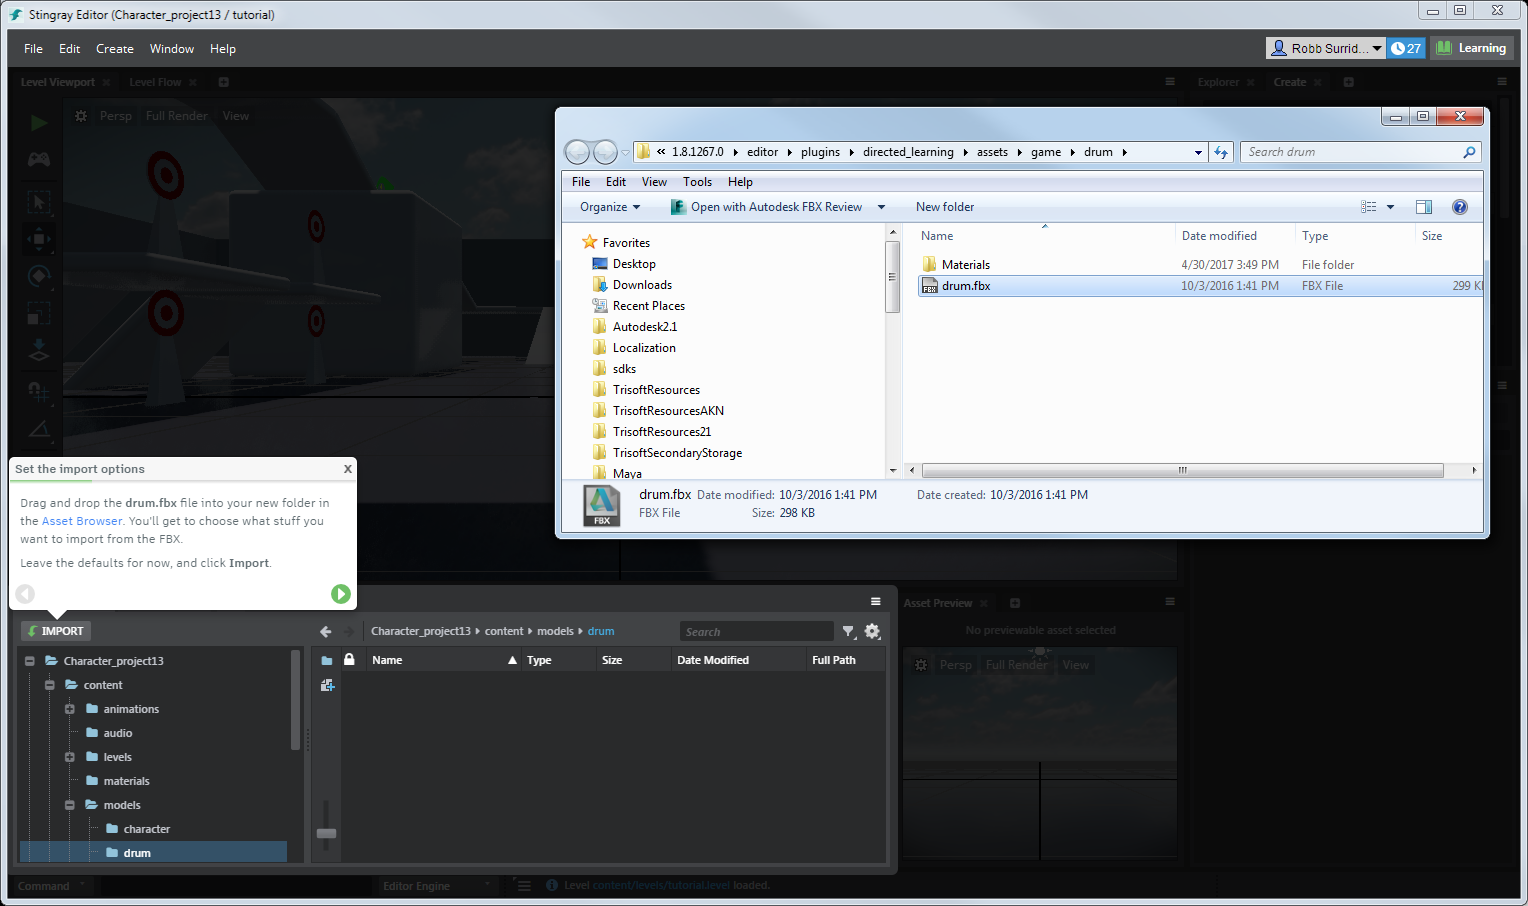 Stingray Editor (Character_project13 / tutorial)
File Edit Create Window Help
Robb Surrid... 27 Learning
Level Viewport Level Flow
Explorer Create
Persp Full Render View
« 1.8.1267.0 editor plugins directed_learning assets game drum
Search drum
File Edit View Tools Help
Organize Open with Autodesk FBX Review New folder
Favorites
Desktop
Downloads
Recent Places
Autodesk2.1
Localization
sdks
TrisoftResources
TrisoftResourcesAKN
TrisoftResources21
TrisoftSecondaryStorage
Maya
Name Date modified Type Size
Materials 4/30/2017 3:49 PM File folder
FBX drum.fbx 10/3/2016 1:41 PM FBX File 299 K
FBX
drum.fbx Date modified: 10/3/2016 1:41 PM Date created: 10/3/2016 1:41 PM
FBX File Size: 298 KB
Set the import options x
Drag and drop the drum.fbx file into your new folder in
the Asset Browser. You'll get to choose what stuff you
want to import from the FBX.
Leave the defaults for now, and click Import.
IMPORT
Character_project13 content models drum
Search
Character_project13
content
animations
audio
levels
materials
models
character
drum
Name Type Size Date Modified Full Path
Asset Preview
No previewable asset selected
Persp Full Render View
Command
Editor Engine
Level content/levels/tutorial.level loaded.